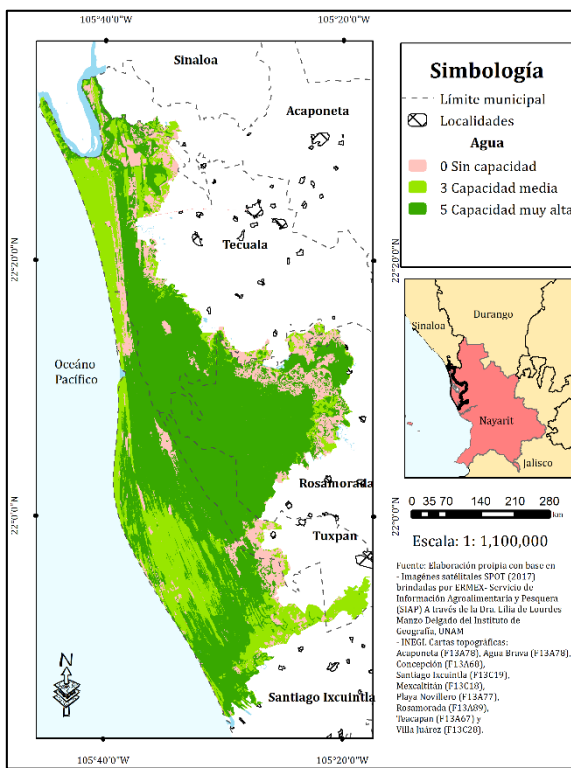 105°40'0"W
105°20'0"W
Sinaloa
Acaponeta
Tecuala
22°20'0"N
22°20'0"N
Océano
Pacífico
Rosamorada
22°0'0"N
22°0'0"N
Tuxpan
Santiago Ixcuintla
N
105°40'0"W
105°20'0"W
Simbología
Límite municipal
Localidades
Agua
0 Sin capacidad
3 Capacidad media
5 Capacidad muy alta
Durango
Sinaloa
Nayarit
Jalisco
0 35 70 140 210 280
km
Escala: 1: 1,100,000
Fuente: Elaboración propia con base en
- Imagénes satélitales SPOT (2017)
brindadas por ERMEX- Servicio de
Información Agroalimentaria y Pesquera
(SIAP) A través de la Dra. Lilia de Lourdes
Manzo Delgado del Instituto de
Geografía, UNAM
- INEGI. Cartas topográficas:
Acaponeta (F13A78), Agua Brava (F13A78),
Concepción (F13A68),
Santiago Ixcuintla (F13C19),
Mexcaltitán (F13C18),
Playa Novillero (F13A77),
Rosamorada (F13A89),
Teacapan (F13A67) y
Villa Juárez (F13C28).